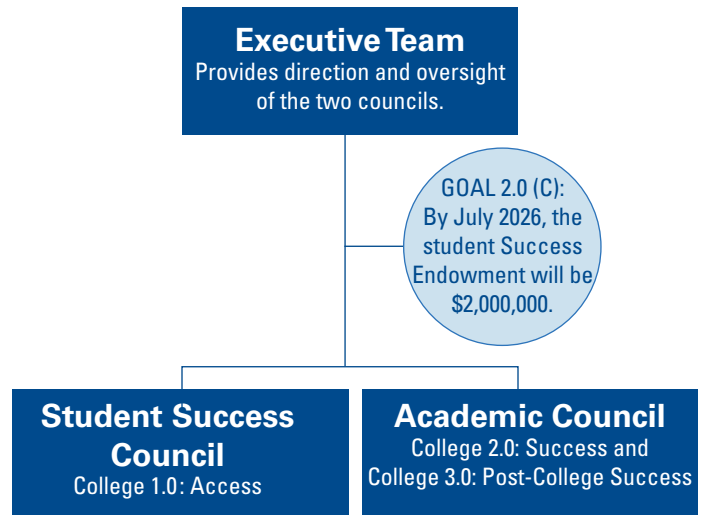 Executive Team
Provides direction and oversight
of the two councils.
GOAL 2.0 (C):
By July 2026, the
student Success
Endowment will be
$2,000,000.
Student Success
Council
College 1.0: Access
Academic Council
College 2.0: Success and
College 3.0: Post-College Success